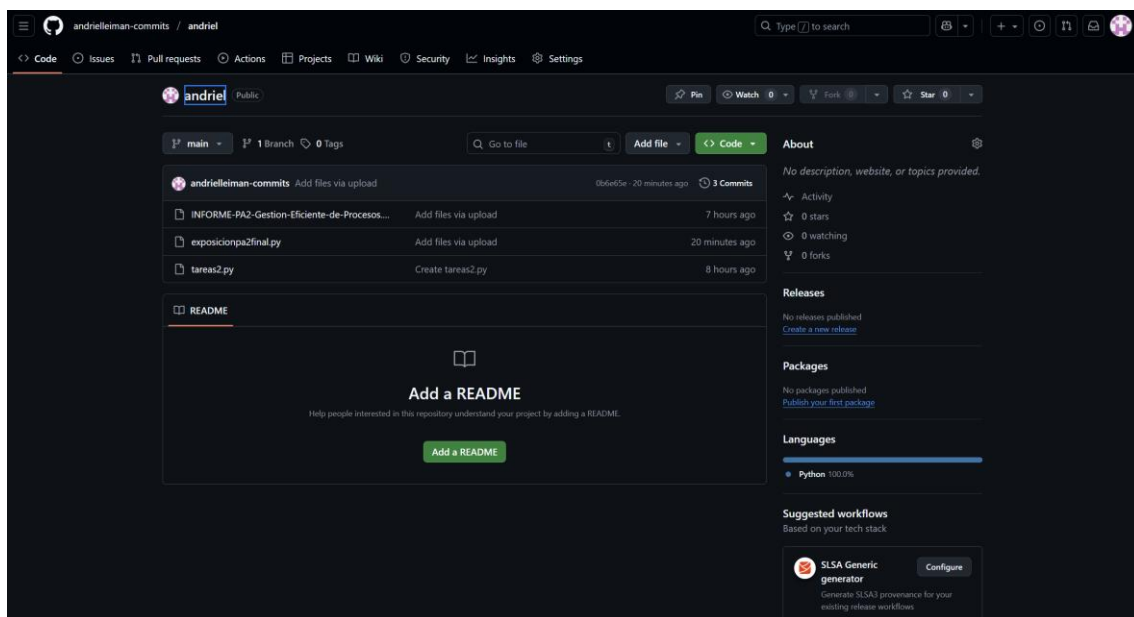 andrielleiman-commits / andriel
Type / to search
Code Issues Pull requests Actions Projects Wiki Security Insights Settings
andriel Public
Pin Watch 0 Fork 0 Star 0
main 1 Branch 0 Tags Go to file t Add file Code
andrielleiman-commits Add files via upload 0b6e65e · 20 minutes ago 3 Commits
INFORME-PA2-Gestion-Eficiente-de-Procesos.... Add files via upload 7 hours ago
exposicionpa2final.py Add files via upload 20 minutes ago
tareas2.py Create tareas2.py 8 hours ago
README
Add a README
Help people interested in this repository understand your project by adding a README.
Add a README
About
No description, website, or topics provided.
Activity
0 stars
0 watching
0 forks
Releases
No releases published
Create a new release
Packages
No packages published
Publish your first package
Languages
Python 100.0%
Suggested workflows
Based on your tech stack
SLSA Generic
generator
Configure
Generate SLSA3 provenance for your
existing release workflows